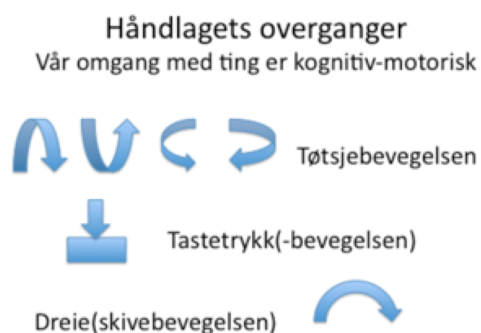 Håndlagets overganger
Vår omgang med ting er kognitiv-motorisk
Tøtsjebevegelsen
Tastetrykk(-bevegelsen)
Dreie(skivebevegelsen)